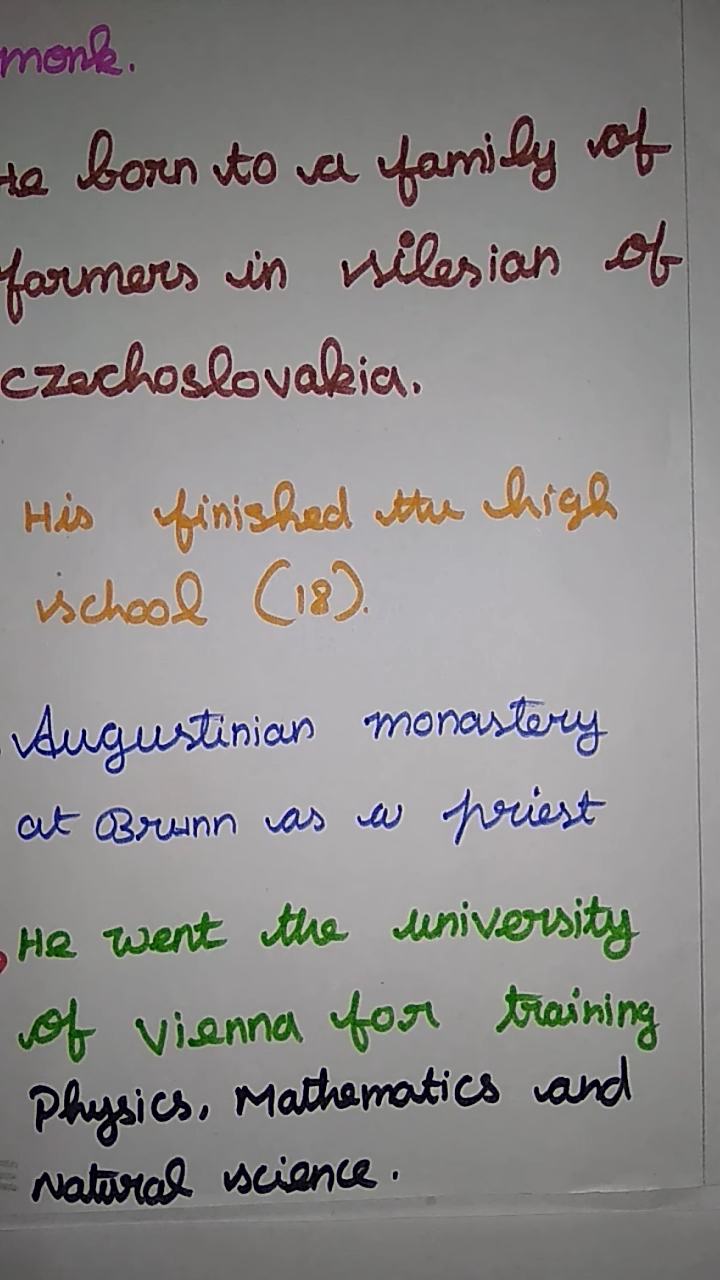 monk.
He born to a family of
farmers in silesian of
czechoslovakia.
His finished the high
school (18).
Augustinian monastery
at Brunn as a priest
He went the university
of vienna for training
Physics, Mathematics and
Natural science.